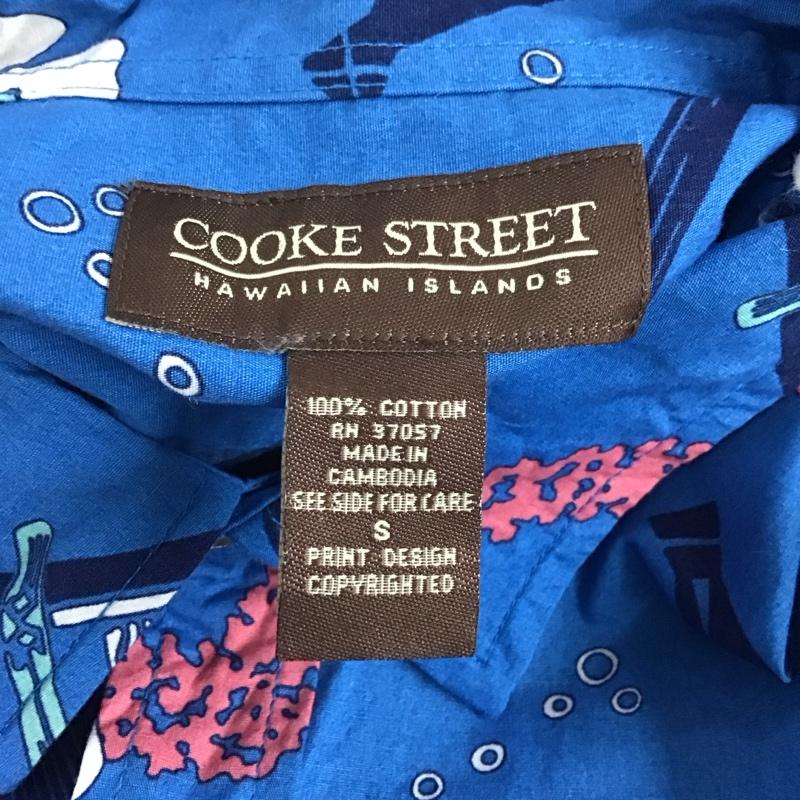 COOKE STREET
HAWAIIAN ISLANDS
100% COTTON
RN 37057
MADE IN
CAMBODIA
SEE SIDE FOR CARE
S
PRINT DESIGN
COPYRIGHTED